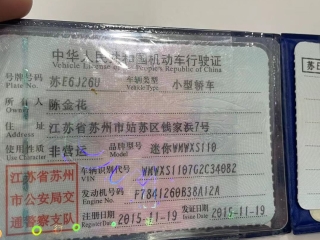 中华人民共和国机动车行驶证
Vehicle License of the People's Republic of China
号牌号码 苏E6J26U 车辆类型 小型轿车
Plate No. Vehicle Type
所有人 陈金花
Owner
住址 江苏省苏州市姑苏区钱家浜7号
Address
使用性质 非营运 品牌型号 迷你WMWXS110
Use Character Model
江苏省苏州
市公安局交
通警察支队
车辆识别代号 WMWXS1107G2C34082
VIN
发动机号码 F7841260B38A12A
Engine No.
注册日期 2015-11-19 发证日期 2015-11-19
Register Date Issue Date